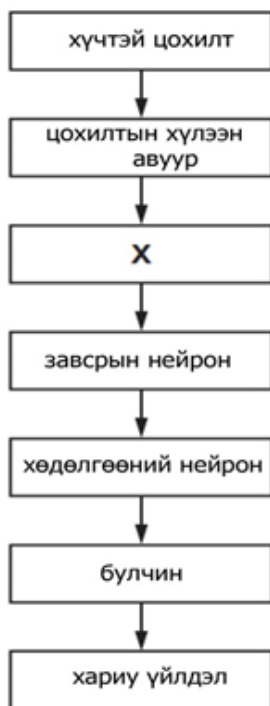 хүчтэй цохилт
цохилтын хүлээн
авуур
X
завсрын нейрон
хөдөлгөөний нейрон
булчин
хариу үйлдэл